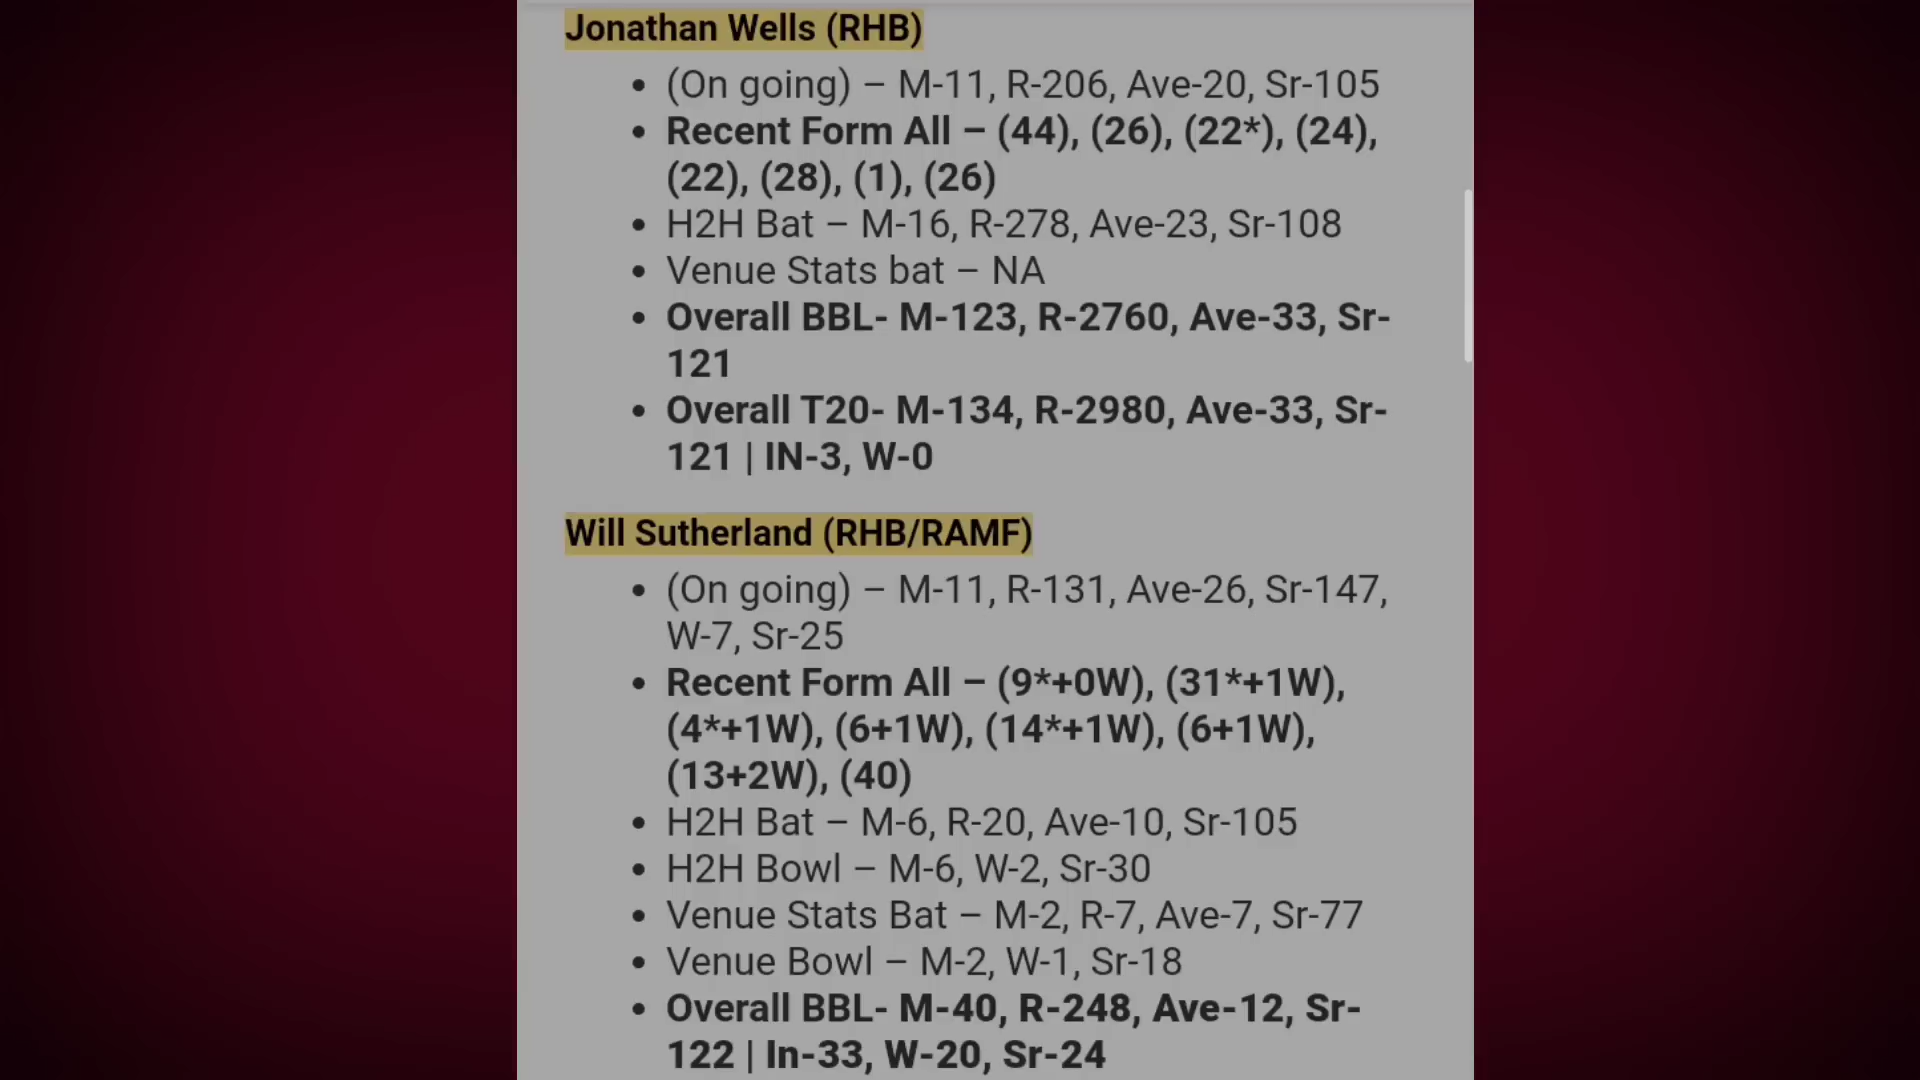 Jonathan Wells (RHB)
• (On going) – M-11, R-206, Ave-20, Sr-105
• Recent Form All – (44), (26), (22*), (24),
(22), (28), (1), (26)
• H2H Bat – M-16, R-278, Ave-23, Sr-108
• Venue Stats bat – NA
• Overall BBL- M-123, R-2760, Ave-33, Sr-
121
• Overall T20- M-134, R-2980, Ave-33, Sr-
121 | IN-3, W-0
Will Sutherland (RHB/RAMF)
• (On going) – M-11, R-131, Ave-26, Sr-147,
W-7, Sr-25
• Recent Form All – (9*+0W), (31*+1W),
(4*+1W), (6+1W), (14*+1W), (6+1W),
(13+2W), (40)
• H2H Bat – M-6, R-20, Ave-10, Sr-105
• H2H Bowl – M-6, W-2, Sr-30
• Venue Stats Bat – M-2, R-7, Ave-7, Sr-77
• Venue Bowl – M-2, W-1, Sr-18
• Overall BBL- M-40, R-248, Ave-12, Sr-
122 | In-33, W-20, Sr-24